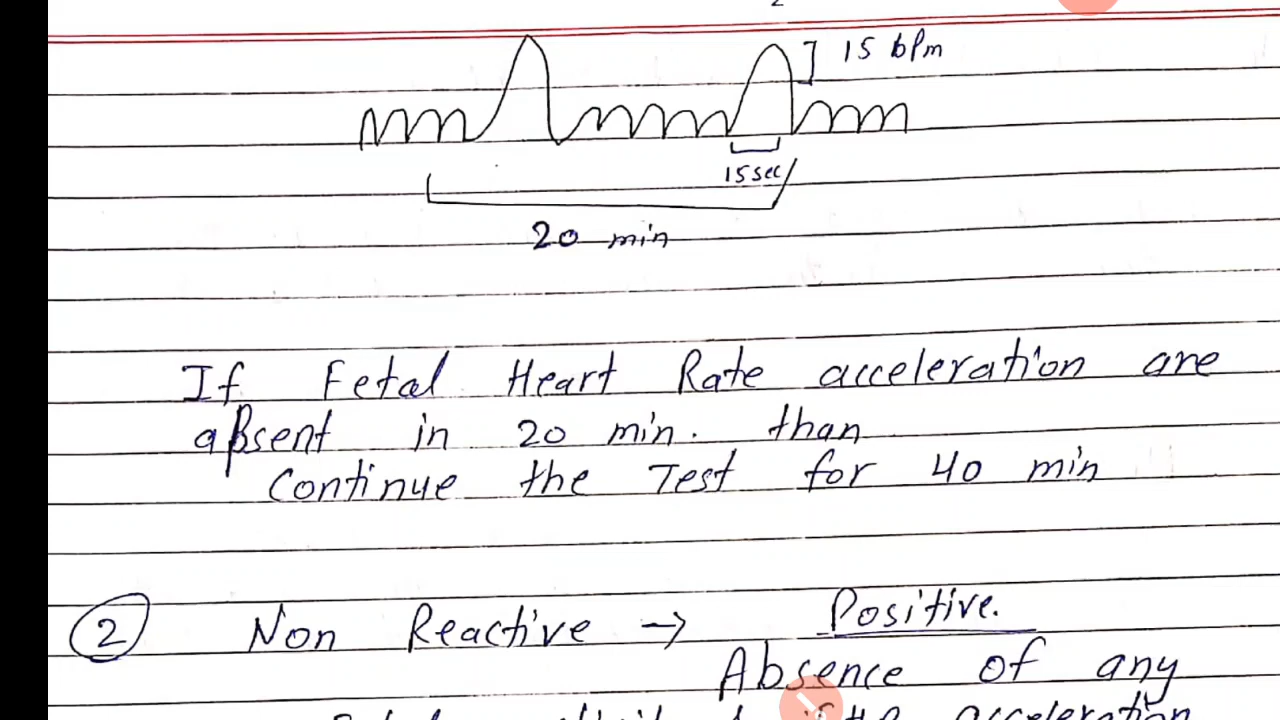 15 bpm
15 sec
20 min
If Fetal Heart Rate acceleration are
absent in 20 min. than
Continue the Test for 40 min
2 Non Reactive → Positive.
Absence of any
acceleration